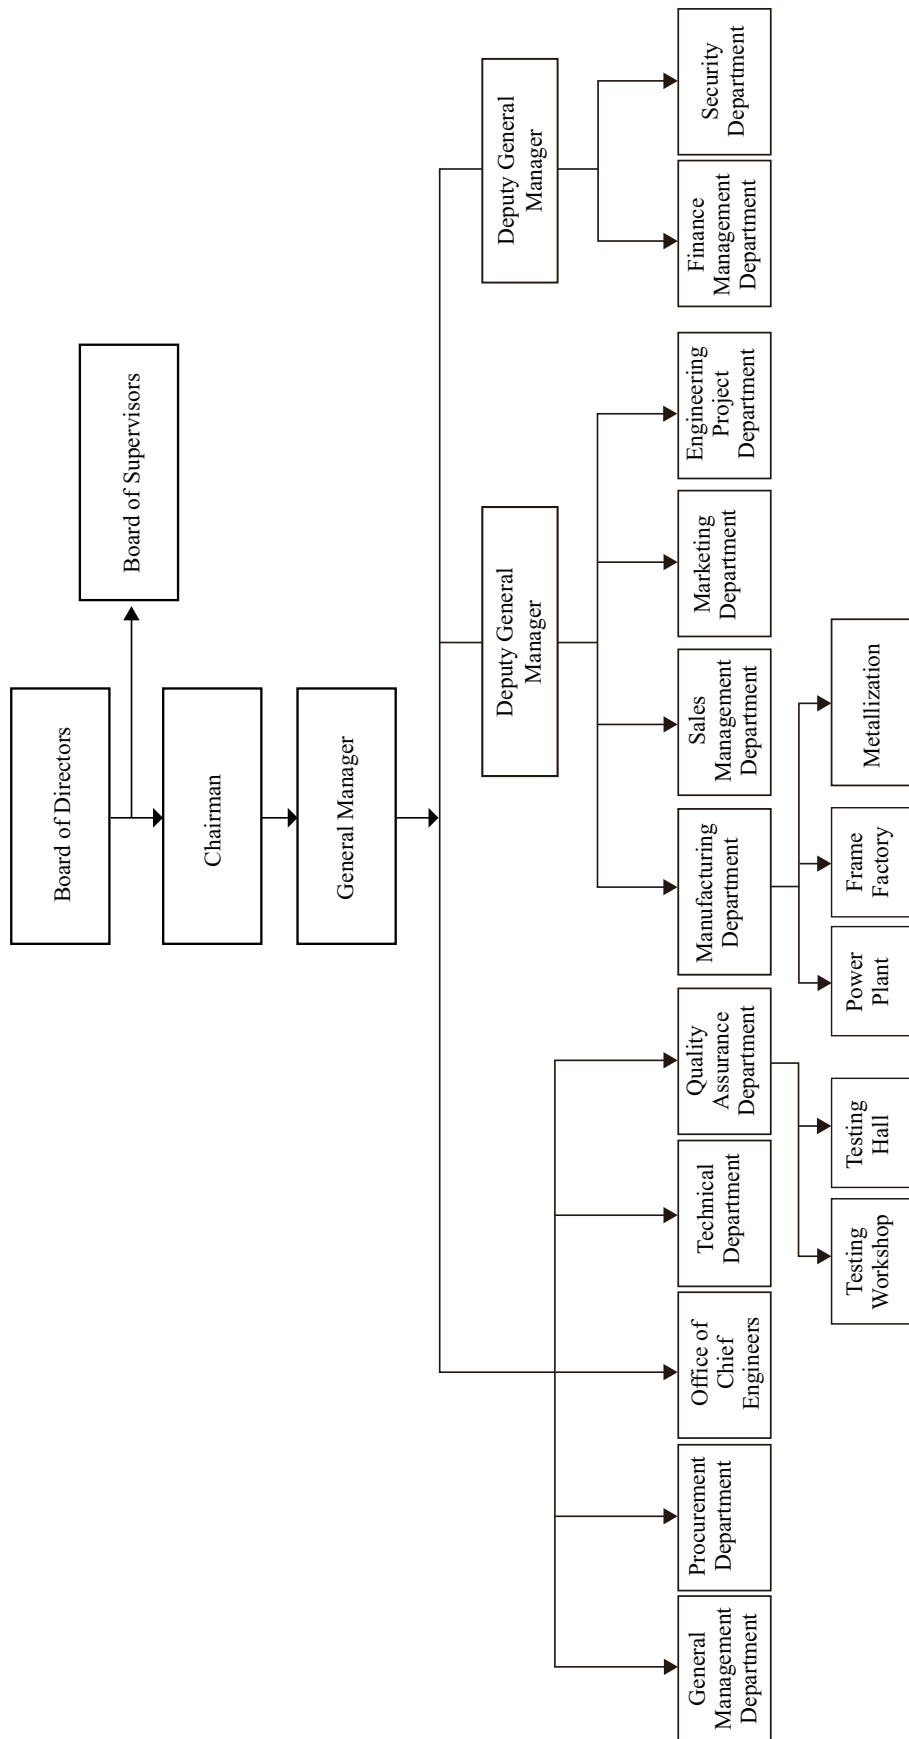 Board of Directors
Board of Supervisors
Chairman
General Manager
Deputy General
Manager
Deputy General
Manager
General
Management
Department
Procurement
Department
Office of
Chief
Engineers
Technical
Department
Quality
Assurance
Department
Manufacturing
Department
Sales
Management
Department
Marketing
Department
Engineering
Project
Department
Finance
Management
Department
Security
Department
Testing
Workshop
Testing
Hall
Power
Plant
Frame
Factory
Metallization